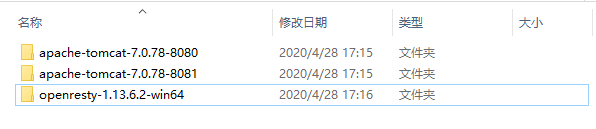 名称 修改日期 类型 大小
apache-tomcat-7.0.78-8080 2020/4/28 17:15 文件夹
apache-tomcat-7.0.78-8081 2020/4/28 17:15 文件夹
openresty-1.13.6.2-win64 2020/4/28 17:16 文件夹